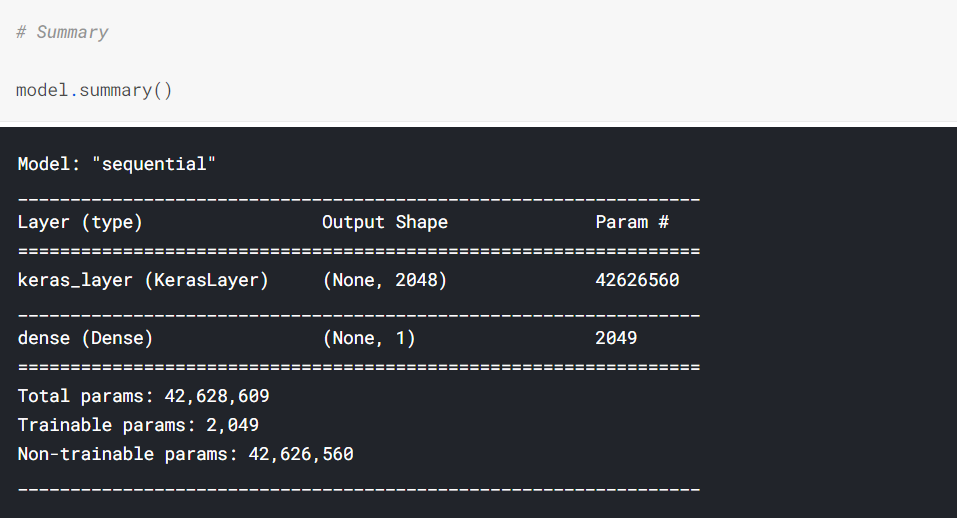 # Summary
model.summary()
Model: "sequential"
_________________________________________________________________
Layer (type)                 Output Shape              Param #
=================================================================
keras_layer (KerasLayer)     (None, 2048)              42626560
_________________________________________________________________
dense (Dense)                (None, 1)                 2049
=================================================================
Total params: 42,628,609
Trainable params: 2,049
Non-trainable params: 42,626,560
_________________________________________________________________